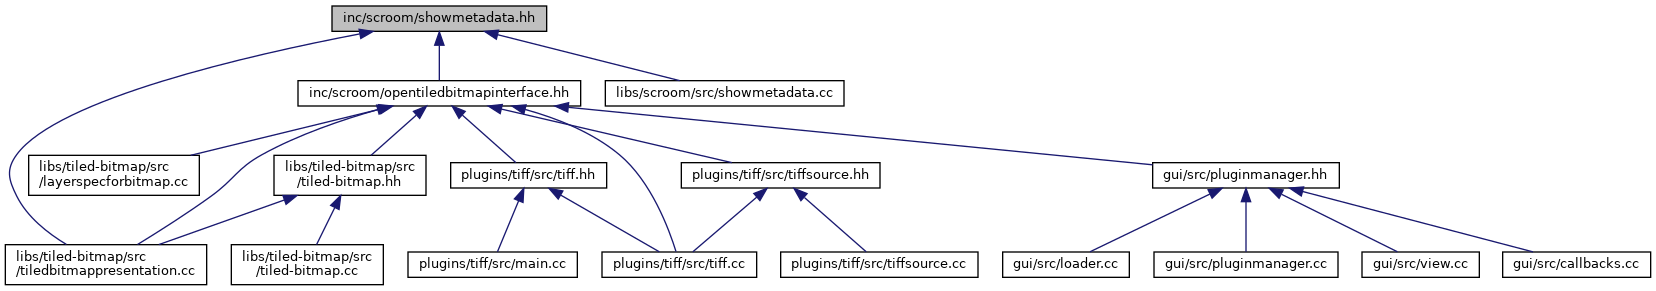 inc/scroom/showmetadata.hh
inc/scroom/opentiledbitmapinterface.hh
libs/scroom/src/showmetadata.cc
libs/tiled-bitmap/src
/layerspecforbitmap.cc
libs/tiled-bitmap/src
/tiled-bitmap.hh
plugins/tiff/src/tiff.hh
plugins/tiff/src/tiffsource.hh
gui/src/pluginmanager.hh
libs/tiled-bitmap/src
/tiledbitmappresentation.cc
libs/tiled-bitmap/src
/tiled-bitmap.cc
plugins/tiff/src/main.cc
plugins/tiff/src/tiff.cc
plugins/tiff/src/tiffsource.cc
gui/src/loader.cc
gui/src/pluginmanager.cc
gui/src/view.cc
gui/src/callbacks.cc